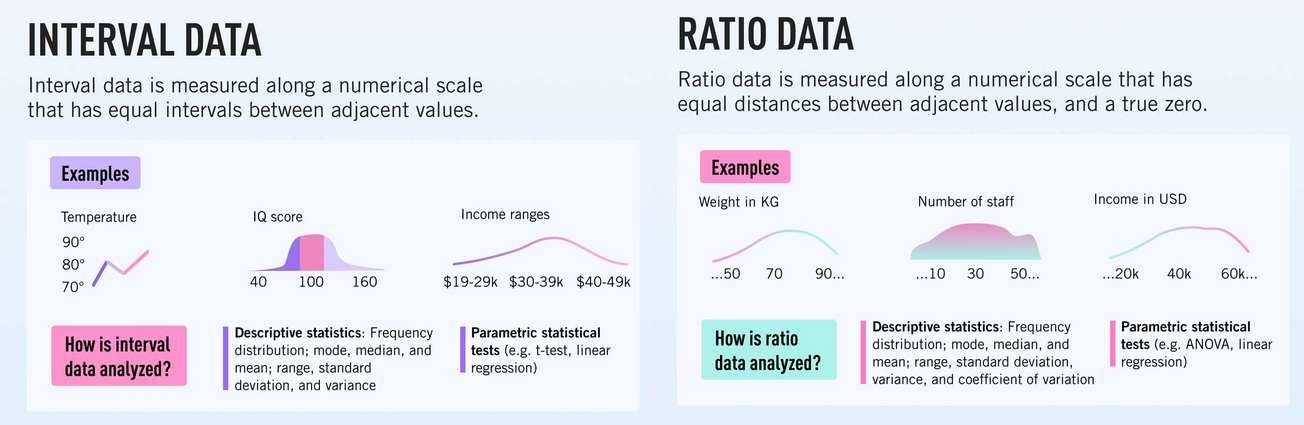 INTERVAL DATA
Interval data is measured along a numerical scale
that has equal intervals between adjacent values.
Examples
Temperature
90°
80°
70°
IQ score
40 100 160
Income ranges
$19-29k $30-39k $40-49k
How is interval
data analyzed?
Descriptive statistics: Frequency
distribution; mode, median, and
mean; range, standard
deviation, and variance
Parametric statistical
tests (e.g. t-test, linear
regression)
RATIO DATA
Ratio data is measured along a numerical scale that has
equal distances between adjacent values, and a true zero.
Examples
Weight in KG
...50 70 90...
Number of staff
...10 30 50...
Income in USD
...20k 40k 60k...
How is ratio
data analyzed?
Descriptive statistics: Frequency
distribution; mode, median, and
mean; range, standard deviation,
variance, and coefficient of variation
Parametric statistical
tests (e.g. ANOVA, linear
regression)